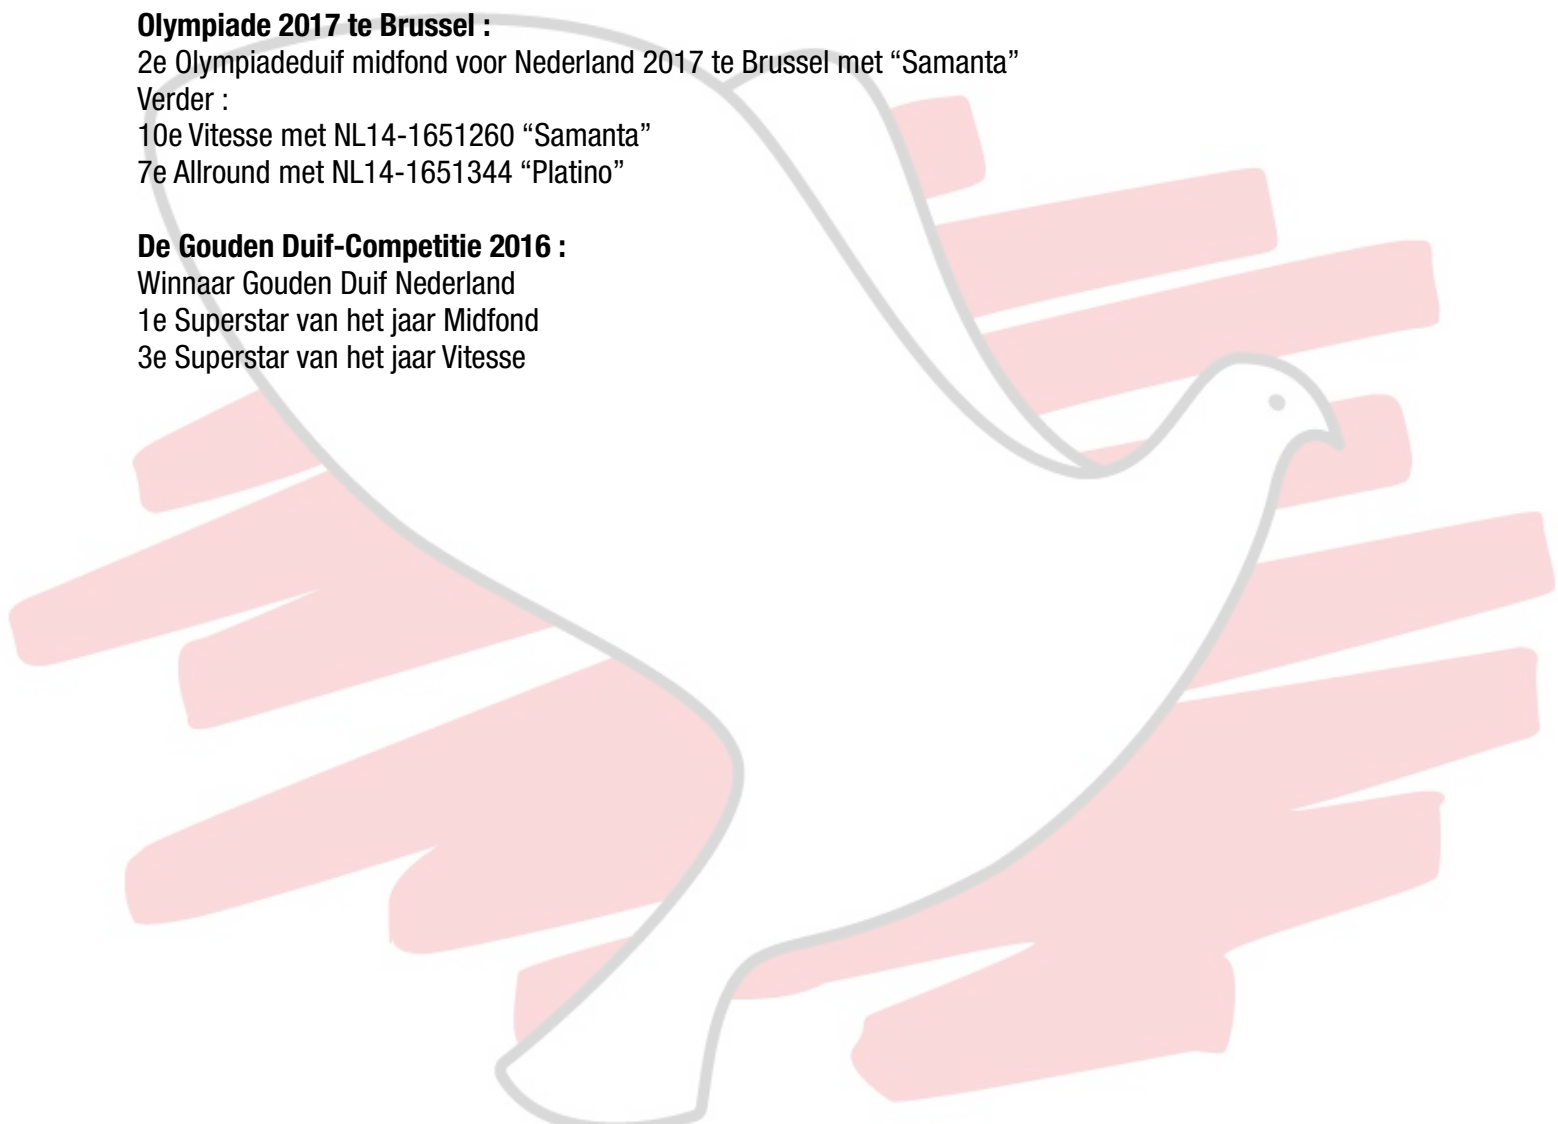 Olympiade 2017 te Brussel :
2e Olympiadeduif midfond voor Nederland 2017 te Brussel met “Samanta”
Verder :
10e Vitesse met NL14-1651260 “Samanta”
7e Allround met NL14-1651344 “Platino”
De Gouden Duif-Competitie 2016 :
Winnaar Gouden Duif Nederland
1e Superstar van het jaar Midfond
3e Superstar van het jaar Vitesse